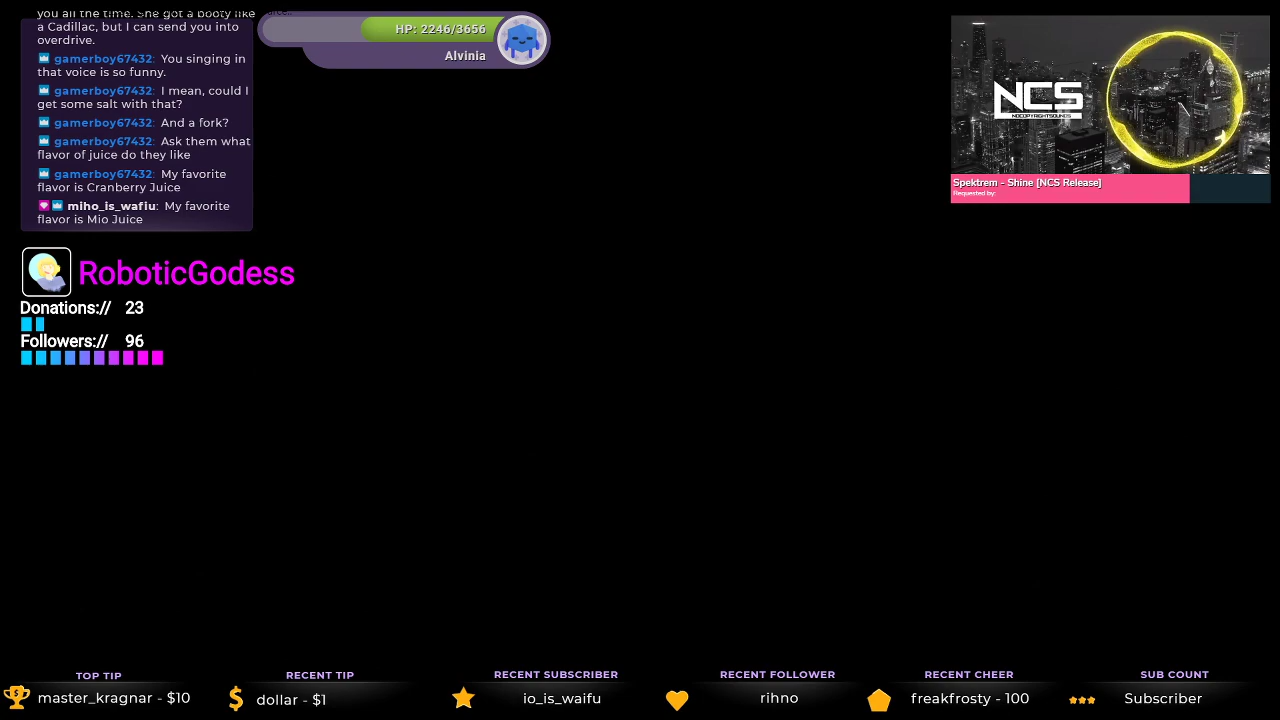 you all the time. She got a booty like
a Cadillac, but I can send you into
overdrive.
gamerboy67432: You singing in
that voice is so funny.
gamerboy67432: I mean, could I
get some salt with that?
gamerboy67432: And a fork?
gamerboy67432: Ask them what
flavor of juice do they like
gamerboy67432: My favorite
flavor is Cranberry Juice
miho_is_wafiu: My favorite
flavor is Mio Juice
HP: 2246/3656
Alvinia
NCS
NOCOPYRIGHTSOUNDS
Spektrem - Shine [NCS Release]
Requested by:
RoboticGodess
Donations:// 23
Followers:// 96
TOP TIP
master_kragnar - $10
RECENT TIP
dollar - $1
RECENT SUBSCRIBER
io_is_waifu
RECENT FOLLOWER
rihno
RECENT CHEER
freakfrosty - 100
SUB COUNT
Subscriber